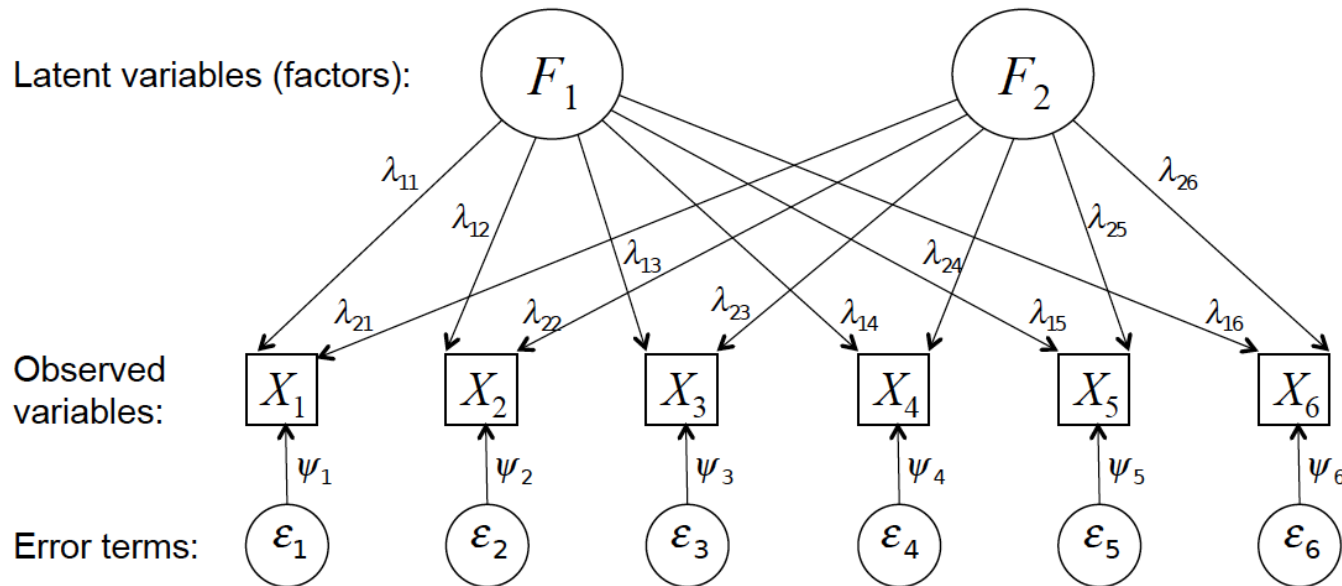 Latent variables (factors): F₁ F₂
λ₁₁ λ₂₆
λ₁₂ λ₂₅
λ₁₃ λ₂₄
λ₂₁ λ₂₂ λ₂₃ λ₁₄ λ₁₅ λ₁₆
Observed
variables:
X₁ X₂ X₃ X₄ X₅ X₆
ψ₁ ψ₂ ψ₃ ψ₄ ψ₅ ψ₆
Error terms: ε₁ ε₂ ε₃ ε₄ ε₅ ε₆